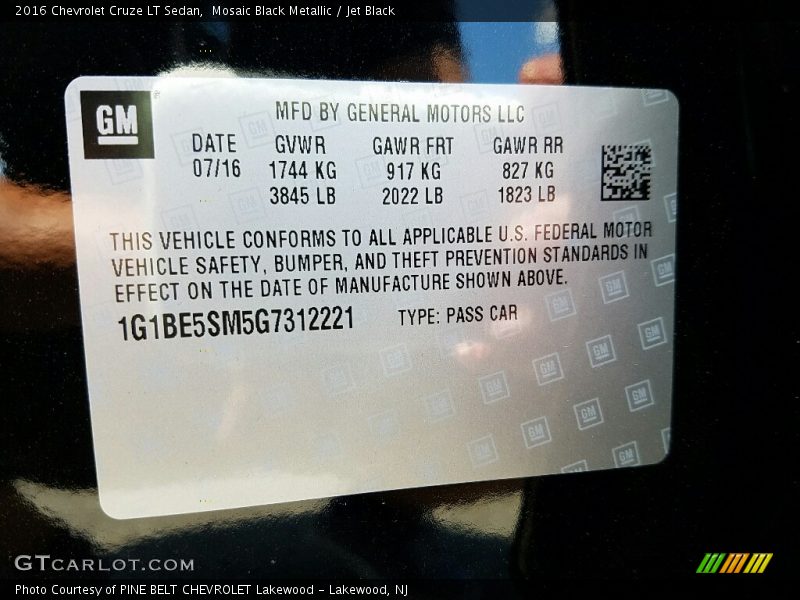 2016 Chevrolet Cruze LT Sedan,  Mosaic Black Metallic / Jet Black
GM MFD BY GENERAL MOTORS LLC
DATE GVWR GAWR FRT GAWR RR
07/16 1744 KG 917 KG 827 KG
3845 LB 2022 LB 1823 LB
THIS VEHICLE CONFORMS TO ALL APPLICABLE U.S. FEDERAL MOTOR
VEHICLE SAFETY, BUMPER, AND THEFT PREVENTION STANDARDS IN
EFFECT ON THE DATE OF MANUFACTURE SHOWN ABOVE.
1G1BE5SM5G7312221 TYPE: PASS CAR
GTCARLOT.COM
Photo Courtesy of PINE BELT CHEVROLET Lakewood - Lakewood, NJ